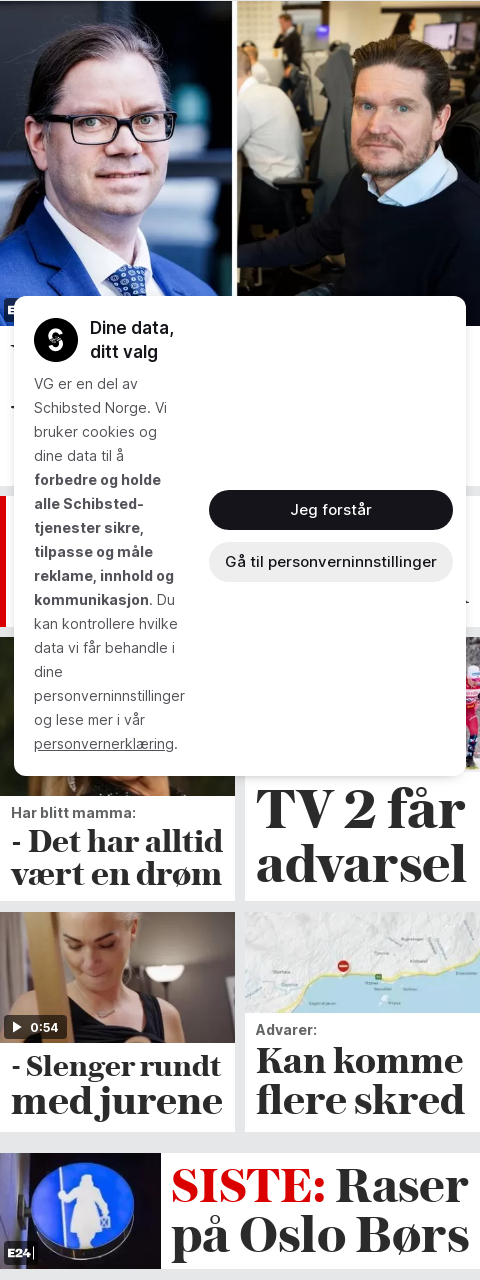 Dine data,
ditt valg
VG er en del av
Schibsted Norge. Vi
bruker cookies og
dine data til å
forbedre og holde
alle Schibsted-
tjenester sikre,
tilpasse og måle
reklame, innhold og
kommunikasjon. Du
kan kontrollere hvilke
data vi får behandle i
dine
personverninnstillinger
og lese mer i vår
personvernerklæring.
Jeg forstår
Gå til personverninnstillinger
Har blitt mamma:
- Det har alltid
vært en drøm
TV 2 får
advarsel
0:54
- Slenger rundt
med jurene
Advarer:
Kan komme
flere skred
E24
SISTE: Raser
på Oslo Børs